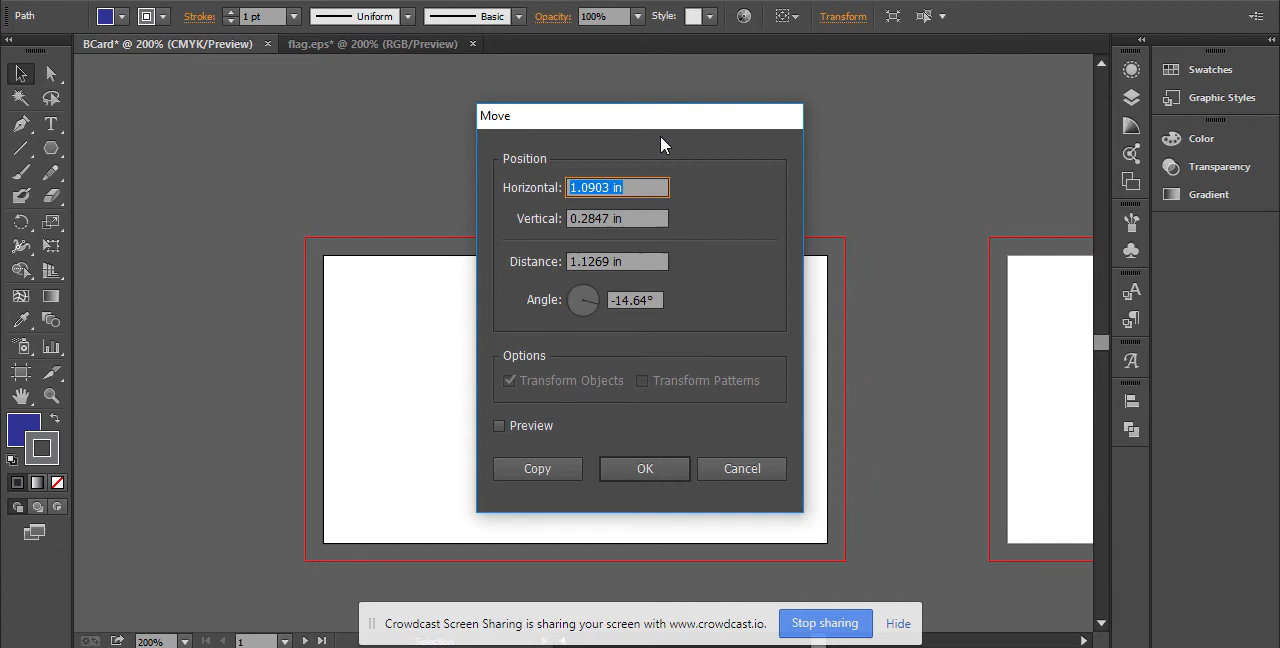 Path
Stroke:
1 pt
Uniform
Basic
Opacity:
100%
Style:
Transform
BCard* @ 200% (CMYK/Preview) ×
flag.eps* @ 200% (RGB/Preview) ×
Move
Position
Horizontal: 1.0903 in
Vertical: 0.2847 in
Distance: 1.1269 in
Angle: -14.64°
Options
Transform Objects
Transform Patterns
Preview
Copy
OK
Cancel
Swatches
Graphic Styles
Color
Transparency
Gradient
Crowdcast Screen Sharing is sharing your screen with www.crowdcast.io.
Stop sharing
Hide
200%
1
Selection